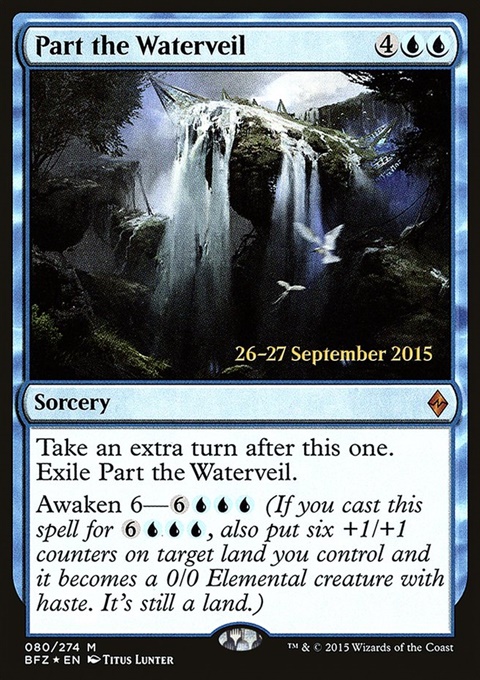 Part the Waterveil 4
26–27 September 2015
Sorcery
Take an extra turn after this one.
Exile Part the Waterveil.
Awaken 6—6 (If you cast this
spell for 6, also put six +1/+1
counters on target land you control and
it becomes a 0/0 Elemental creature with
haste. It's still a land.)
080/274 M
BFZ ★ EN Titus Lunter
™ & © 2015 Wizards of the Coast